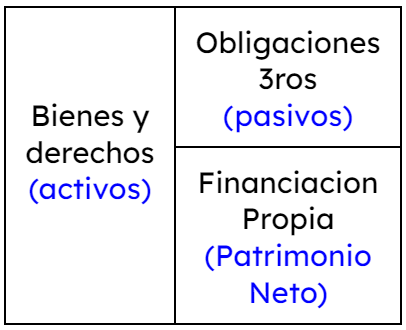 Bienes y
derechos
(activos)
Obligaciones
3ros
(pasivos)
Financiacion
Propia
(Patrimonio
Neto)